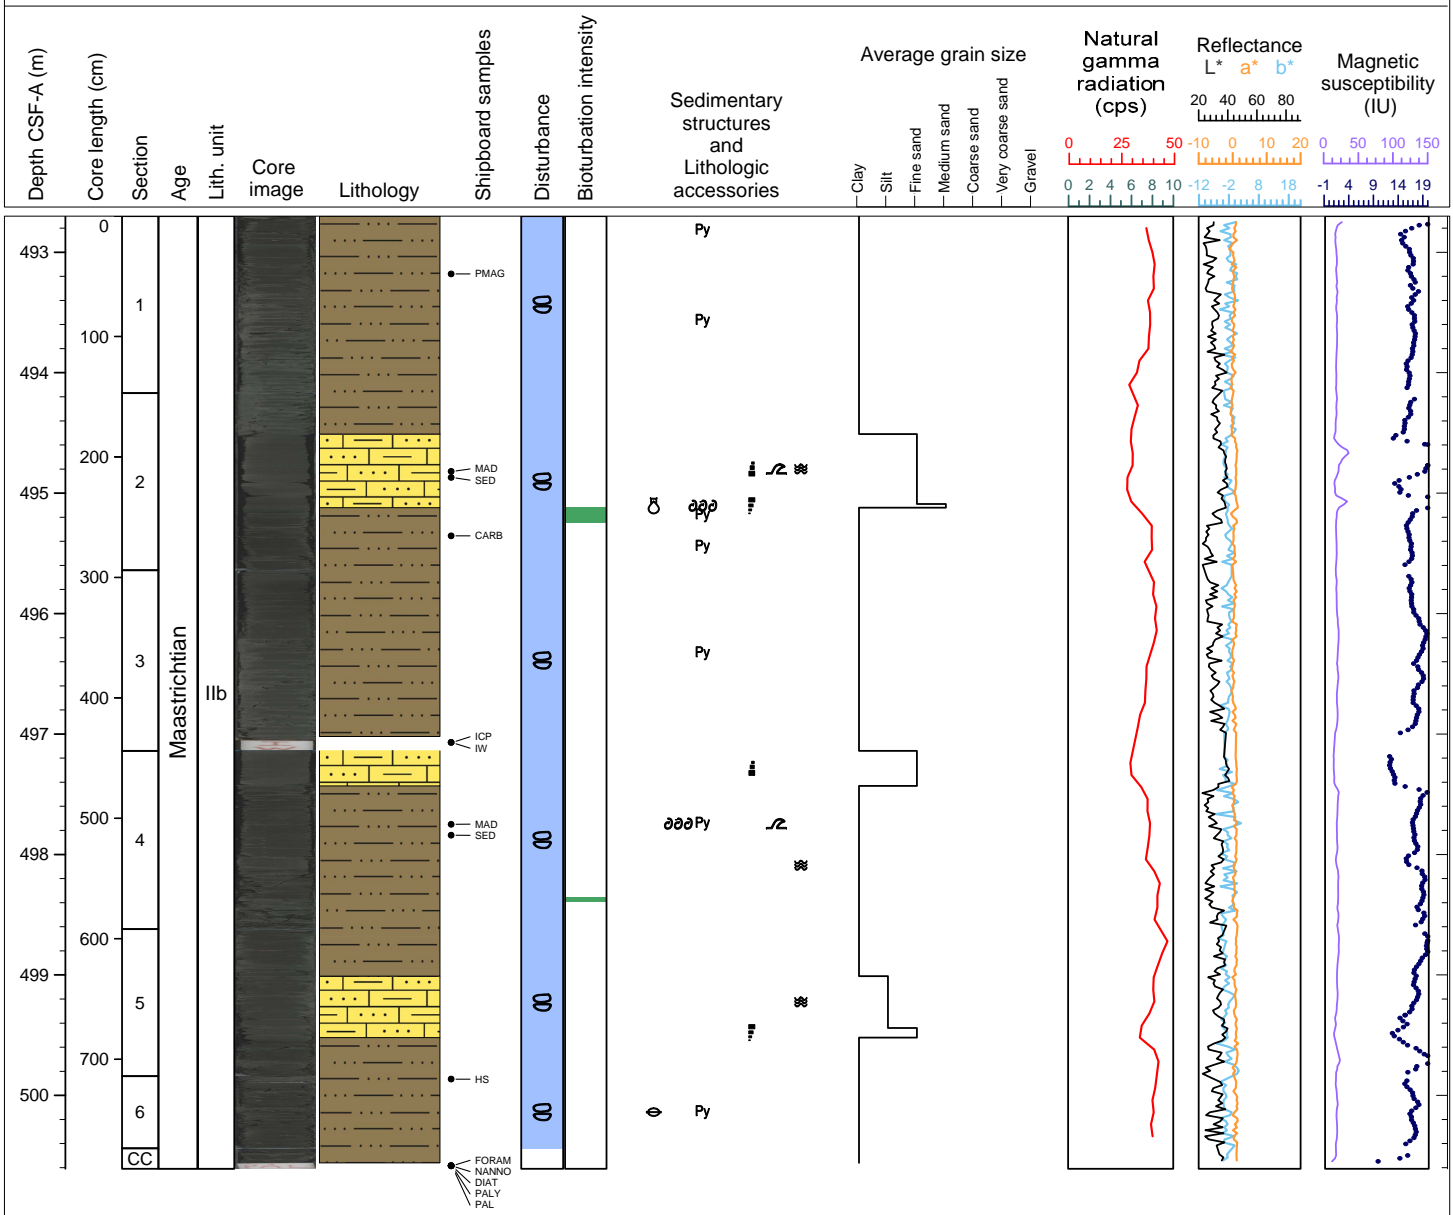 Depth CSF-A (m)
Core length (cm)
Section
Age
Lith. unit
Core
image
Lithology
Shipboard samples
Disturbance
Bioturbation intensity
Sedimentary
structures
and
Lithologic
accessories
Average grain size
Clay
Silt
Fine sand
Medium sand
Coarse sand
Very coarse sand
Gravel
Natural
gamma
radiation
(cps)
0 25 50
0 2 4 6 8 10
Reflectance
L* a* b*
20 40 60 80
-10 0 10 20
-12 -2 8 18
Magnetic
susceptibility
(IU)
0 50 100 150
-1 4 9 14 19
493
494
495
496
497
498
499
500
0
100
200
300
400
500
600
700
1
2
3
4
5
6
CC
Maastrichtian
IIb
PMAG
MAD
SED
CARB
ICP
IW
MAD
SED
HS
FORAM
NANNO
DIAT
PALY
PAL
Py
Py
Py
Py
Py
Py
Py